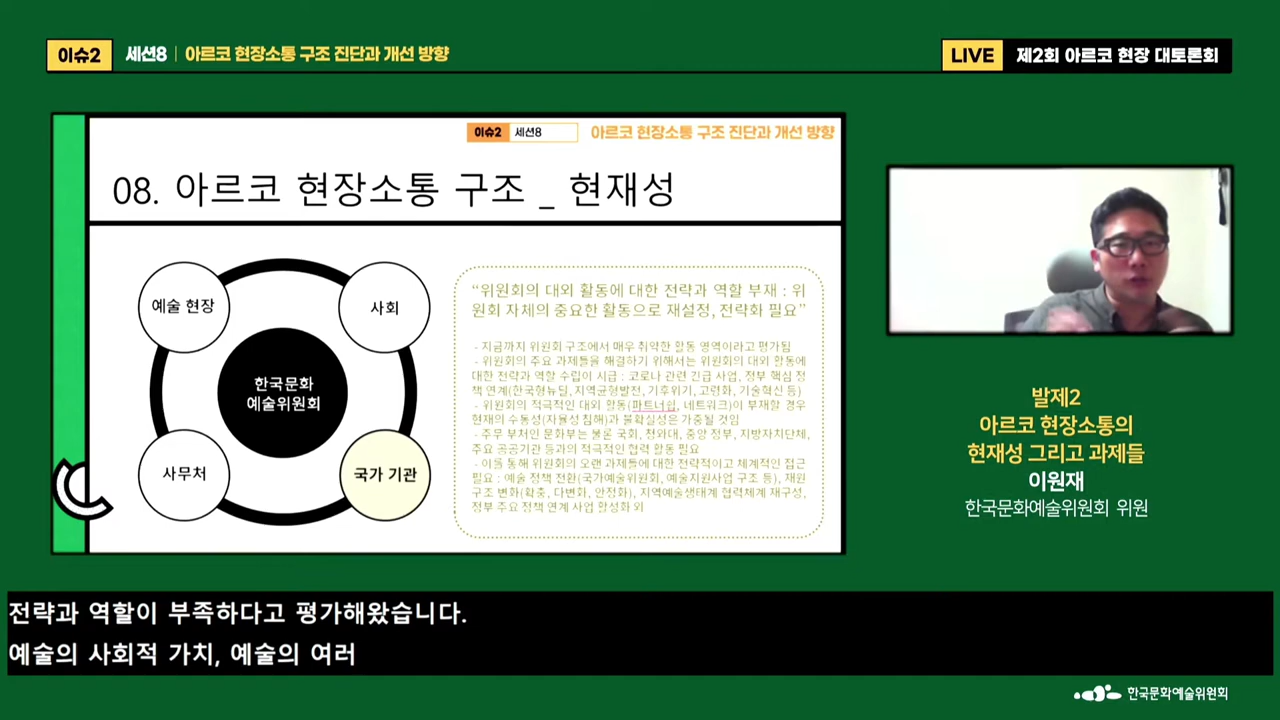 이슈2 세션8 | 아르코 현장소통 구조 진단과 개선 방향
LIVE 제2회 아르코 현장 대토론회
이슈2 세션8 아르코 현장소통 구조 진단과 개선 방향
08. 아르코 현장소통 구조 _ 현재성
예술 현장
사회
한국문화
예술위원회
사무처
국가 기관
“위원회의 대외 활동에 대한 전략과 역할 부재 : 위
원회 자체의 중요한 활동으로 재설정, 전략화 필요”
- 지금까지 위원회 구조에서 매우 취약한 활동 영역이라고 평가됨
- 위원회의 주요 과제들을 해결하기 위해서는 위원회의 대외 활동에
대한 전략과 역할 수립이 시급 : 코로나 관련 긴급 사업, 정부 핵심 정
책 연계(한국형뉴딜, 지역균형발전, 기후위기, 고령화, 기술혁신 등)
- 위원회의 적극적인 대외 활동(파트너쉽, 네트워크)이 부재할 경우
현재의 수동성(자율성 침해)과 불확실성은 가중될 것임
- 주무 부처인 문화부는 물론 국회, 청와대, 중앙 정부, 지방자치단체,
주요 공공기관 등과의 적극적인 협력 활동 필요
- 이를 통해 위원회의 오랜 과제들에 대한 전략적이고 체계적인 접근
필요 : 예술 정책 전환(국가예술위원회, 예술지원사업 구조 등), 재원
구조 변화(확충, 다변화, 안정화), 지역예술생태계 협력체계 재구성,
정부 주요 정책 연계 사업 활성화 외
발제2
아르코 현장소통의
현재성 그리고 과제들
이원재
한국문화예술위원회 위원
전략과 역할이 부족하다고 평가해왔습니다.
예술의 사회적 가치, 예술의 여러
한국문화예술위원회